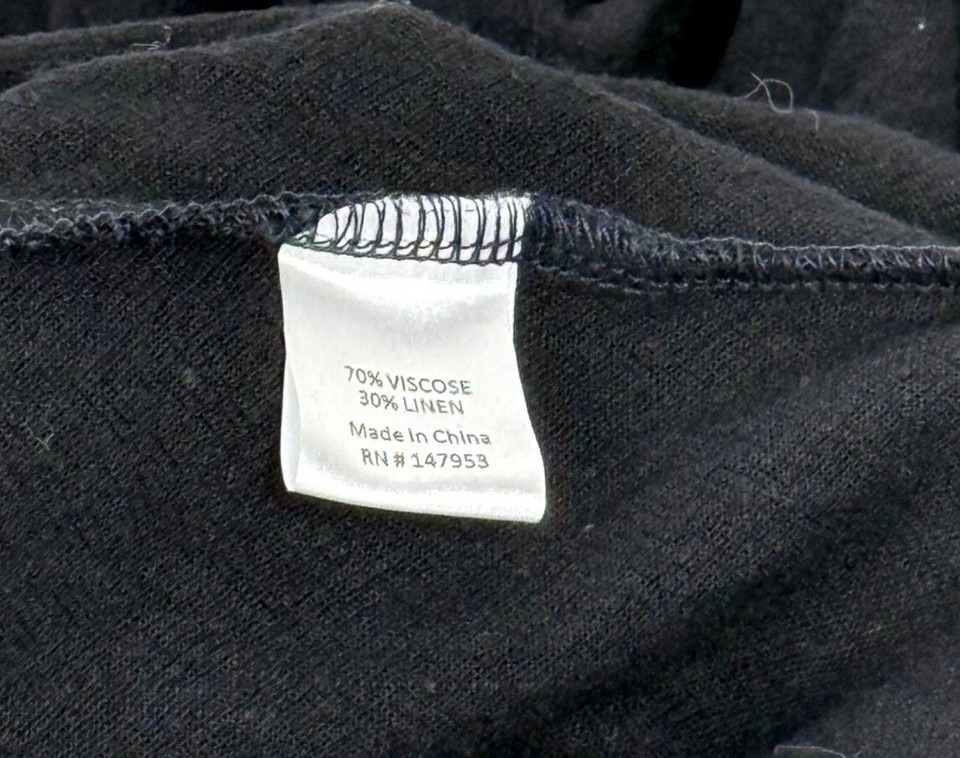 70% VISCOSE
30% LINEN
Made in China
RN # 147953